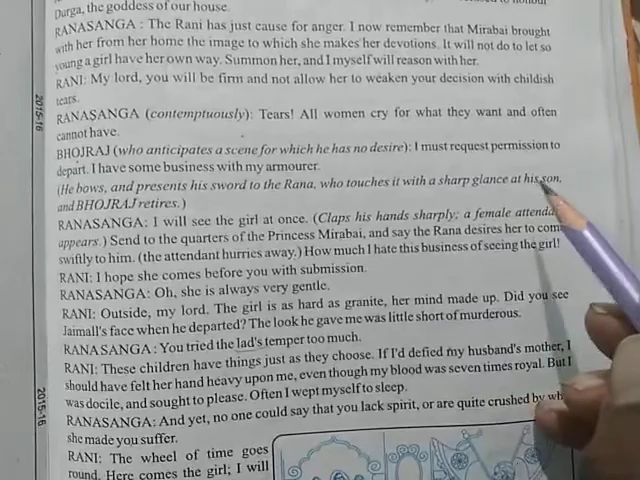 Durga, the goddess of our house.
RANASANGA : The Rani has just cause for anger. I now remember that Mirabai brought
with her from her home the image to which she makes her devotions. It will not do to let so
young a girl have her own way. Summon her, and I myself will reason with her.
RANI: My lord, you will be firm and not allow her to weaken your decision with childish
tears.
RANASANGA (contemptuously): Tears! All women cry for what they want and often
cannot have.
BHOJRAJ (who anticipates a scene for which he has no desire): I must request permission to
depart. I have some business with my armourer.
(He bows, and presents his sword to the Rana, who touches it with a sharp glance at his son,
and BHOJRAJ retires.)
RANASANGA: I will see the girl at once. (Claps his hands sharply; a female
appears.) Send to the quarters of the Princess Mirabai, and say the Rana desires her to
swiftly to him. (the attendant hurries away.) How much I hate this business of seeing the girl!
RANI: I hope she comes before you with submission.
RANASANGA: Oh, she is always very gentle.
RANI: Outside, my lord. The girl is as hard as granite, her mind made up. Did you see
Jaimall's face when he departed? The look he gave me was little short of murderous.
RANASANGA: You tried the lad's temper too much.
RANI: These children have things just as they choose. If I'd defied my husband's mother, I
should have felt her hand heavy upon me, even though my blood was seven times royal. But I
was docile, and sought to please. Often I wept myself to sleep.
RANASANGA: And yet, no one could say that you lack spirit, or are quite crushed by
she made you suffer.
RANI: The wheel of time goes
round. Here comes the girl; I will
2015-16
2015-16